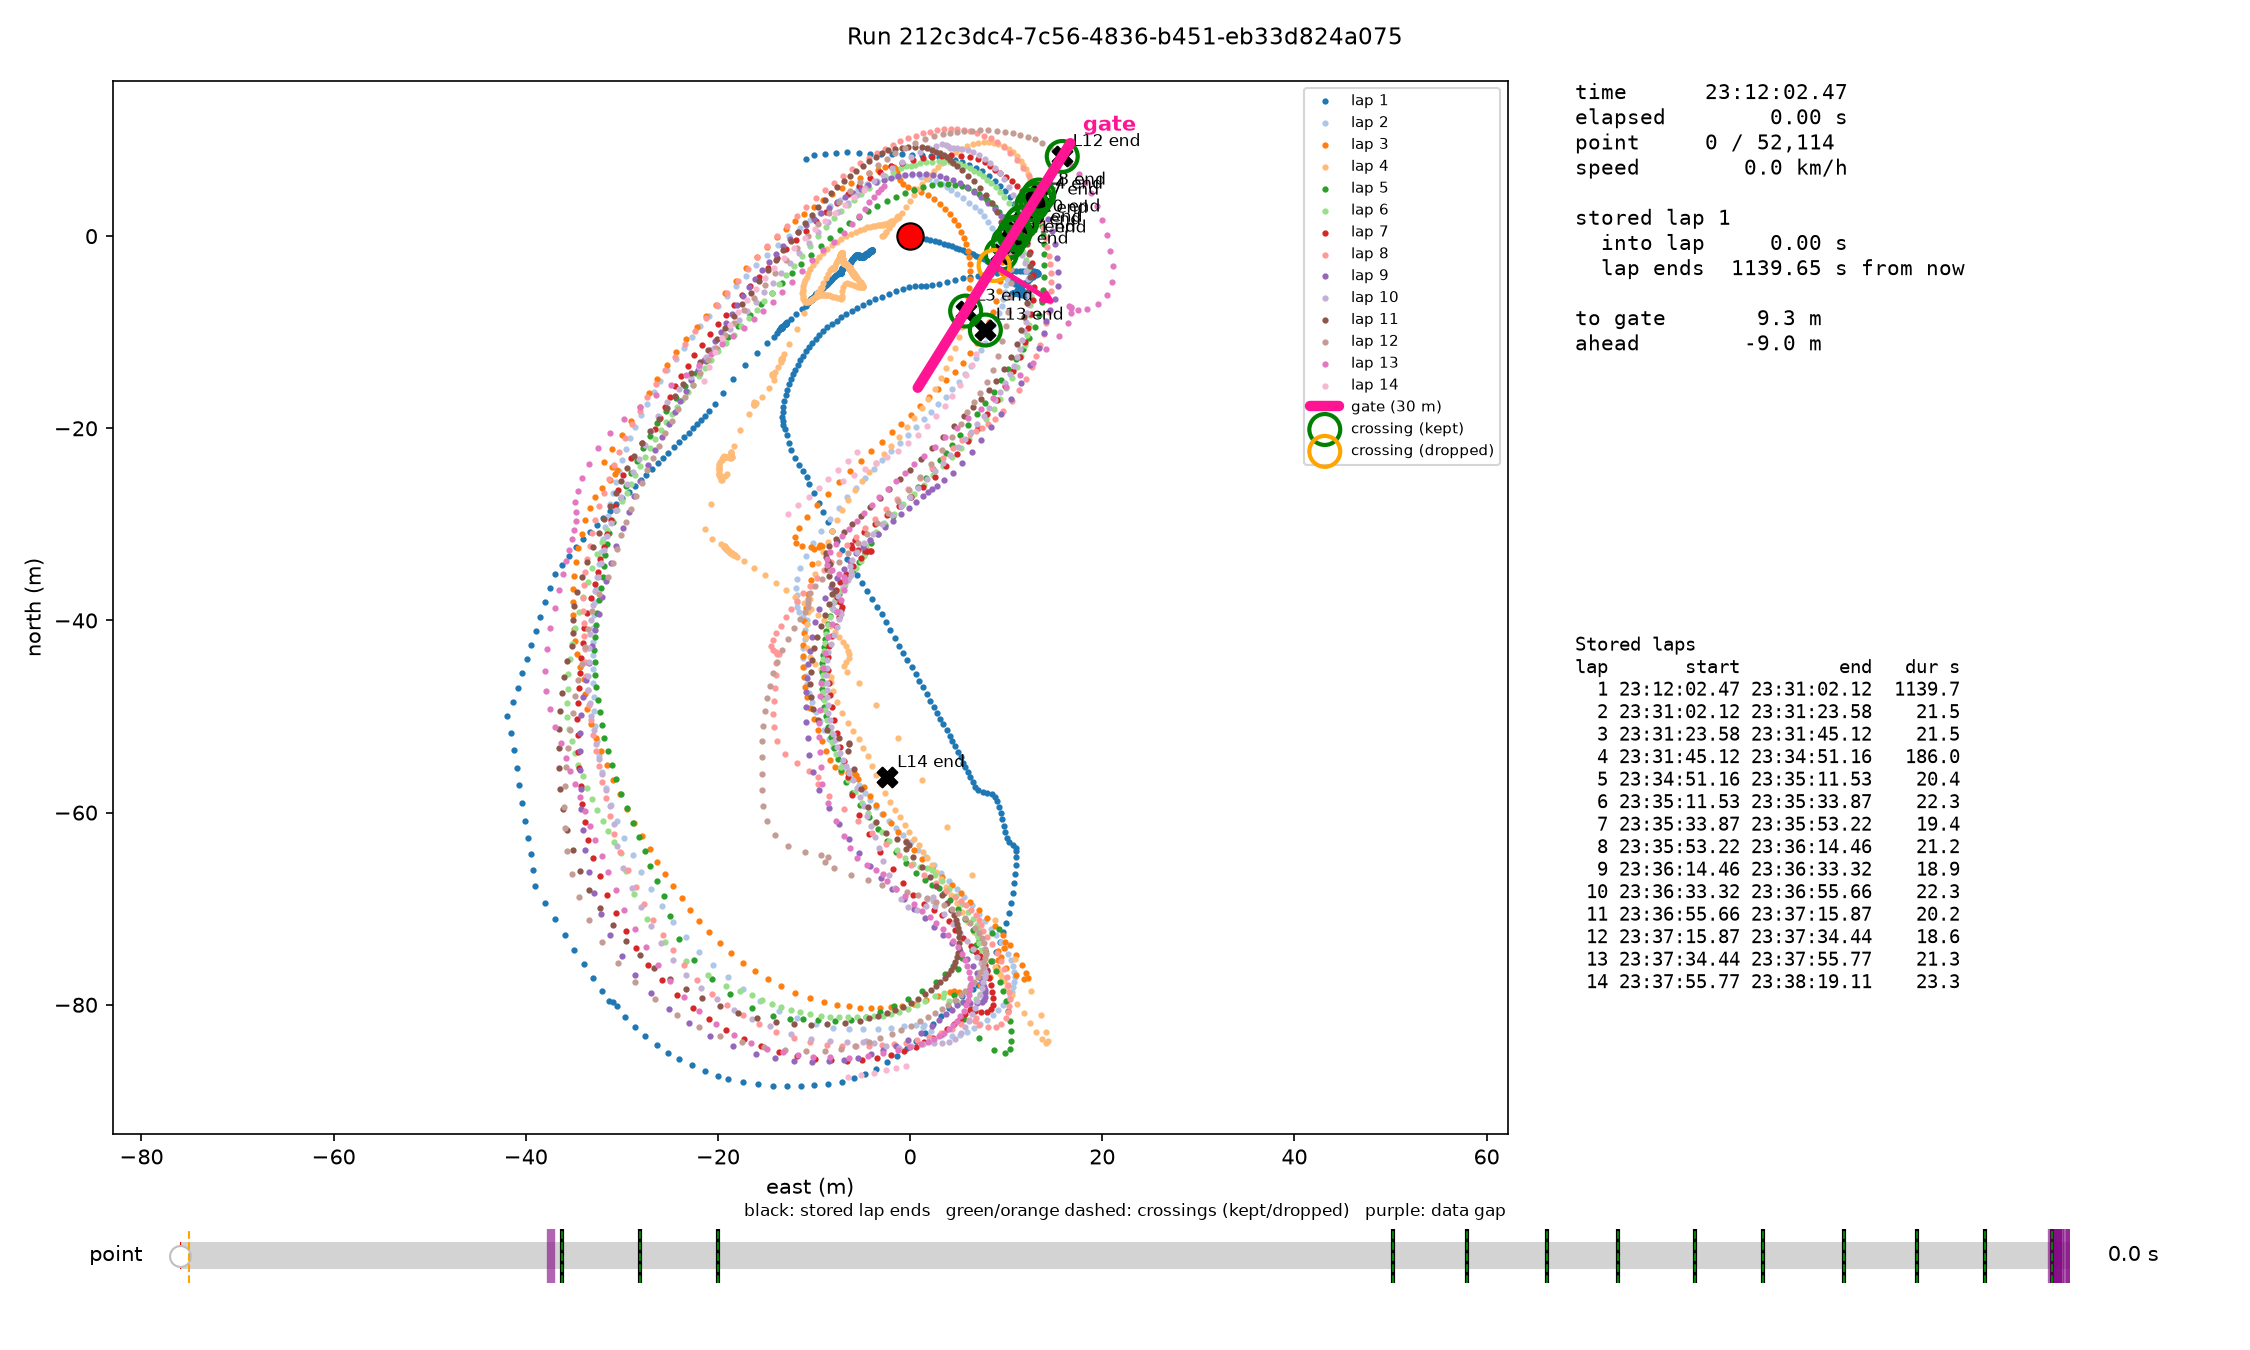 Run 212c3dc4-7c56-4836-b451-eb33d824a075
gate
L12 end
L3 end
L13 end
L14 end
lap 1
lap 2
lap 3
lap 4
lap 5
lap 6
lap 7
lap 8
lap 9
lap 10
lap 11
lap 12
lap 13
lap 14
gate (30 m)
crossing (kept)
crossing (dropped)
0
−20
−40
−60
−80
north (m)
−80 −60 −40 −20 0 20 40 60
east (m)
time 23:12:02.47
elapsed 0.00 s
point 0 / 52,114
speed 0.0 km/h
stored lap 1
into lap 0.00 s
lap ends 1139.65 s from now
to gate 9.3 m
ahead -9.0 m
Stored laps
lap start end dur s
1 23:12:02.47 23:31:02.12 1139.7
2 23:31:02.12 23:31:23.58 21.5
3 23:31:23.58 23:31:45.12 21.5
4 23:31:45.12 23:34:51.16 186.0
5 23:34:51.16 23:35:11.53 20.4
6 23:35:11.53 23:35:33.87 22.3
7 23:35:33.87 23:35:53.22 19.4
8 23:35:53.22 23:36:14.46 21.2
9 23:36:14.46 23:36:33.32 18.9
10 23:36:33.32 23:36:55.66 22.3
11 23:36:55.66 23:37:15.87 20.2
12 23:37:15.87 23:37:34.44 18.6
13 23:37:34.44 23:37:55.77 21.3
14 23:37:55.77 23:38:19.11 23.3
black: stored lap ends green/orange dashed: crossings (kept/dropped) purple: data gap
point
0.0 s